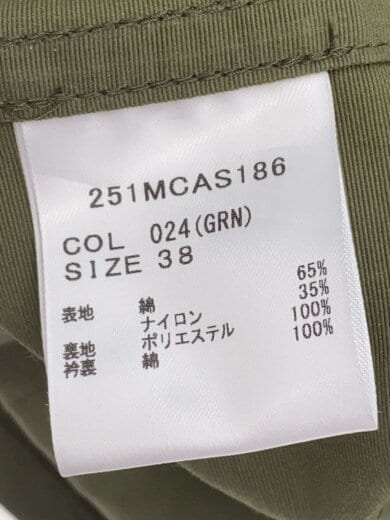 251MCAS186
COL 024(GRN)
SIZE 38
表地 綿 65%
ナイロン 35%
裏地 ポリエステル 100%
衿裏 綿 100%